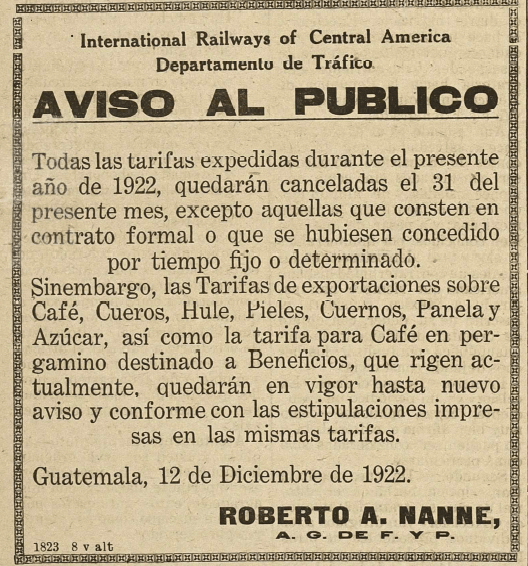 International Railways of Central America
Departamento de Tráfico
AVISO AL PUBLICO
Todas las tarifas expedidas durante el presente
año de 1922, quedarán canceladas el 31 del
presente mes, excepto aquellas que consten en
contrato formal o que se hubiesen concedido
por tiempo fijo o determinado.
Sinembargo, las Tarifas de exportaciones sobre
Café, Cueros, Hule, Pieles, Cuernos, Panela y
Azúcar, así como la tarifa para Café en per-
gamino destinado a Beneficios, que rigen ac-
tualmente, quedarán en vigor hasta nuevo
aviso y conforme con las estipulaciones impre-
sas en las mismas tarifas.
Guatemala, 12 de Diciembre de 1922.
ROBERTO A. NANNE,
A. G. DE F. Y P.
1823 8 v alt